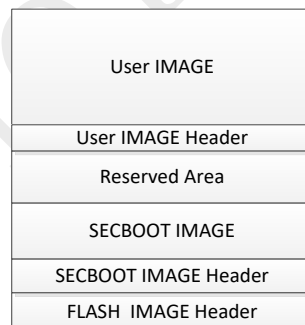 User IMAGE
User IMAGE Header
Reserved Area
SECBOOT IMAGE
SECBOOT IMAGE Header
FLASH  IMAGE Header